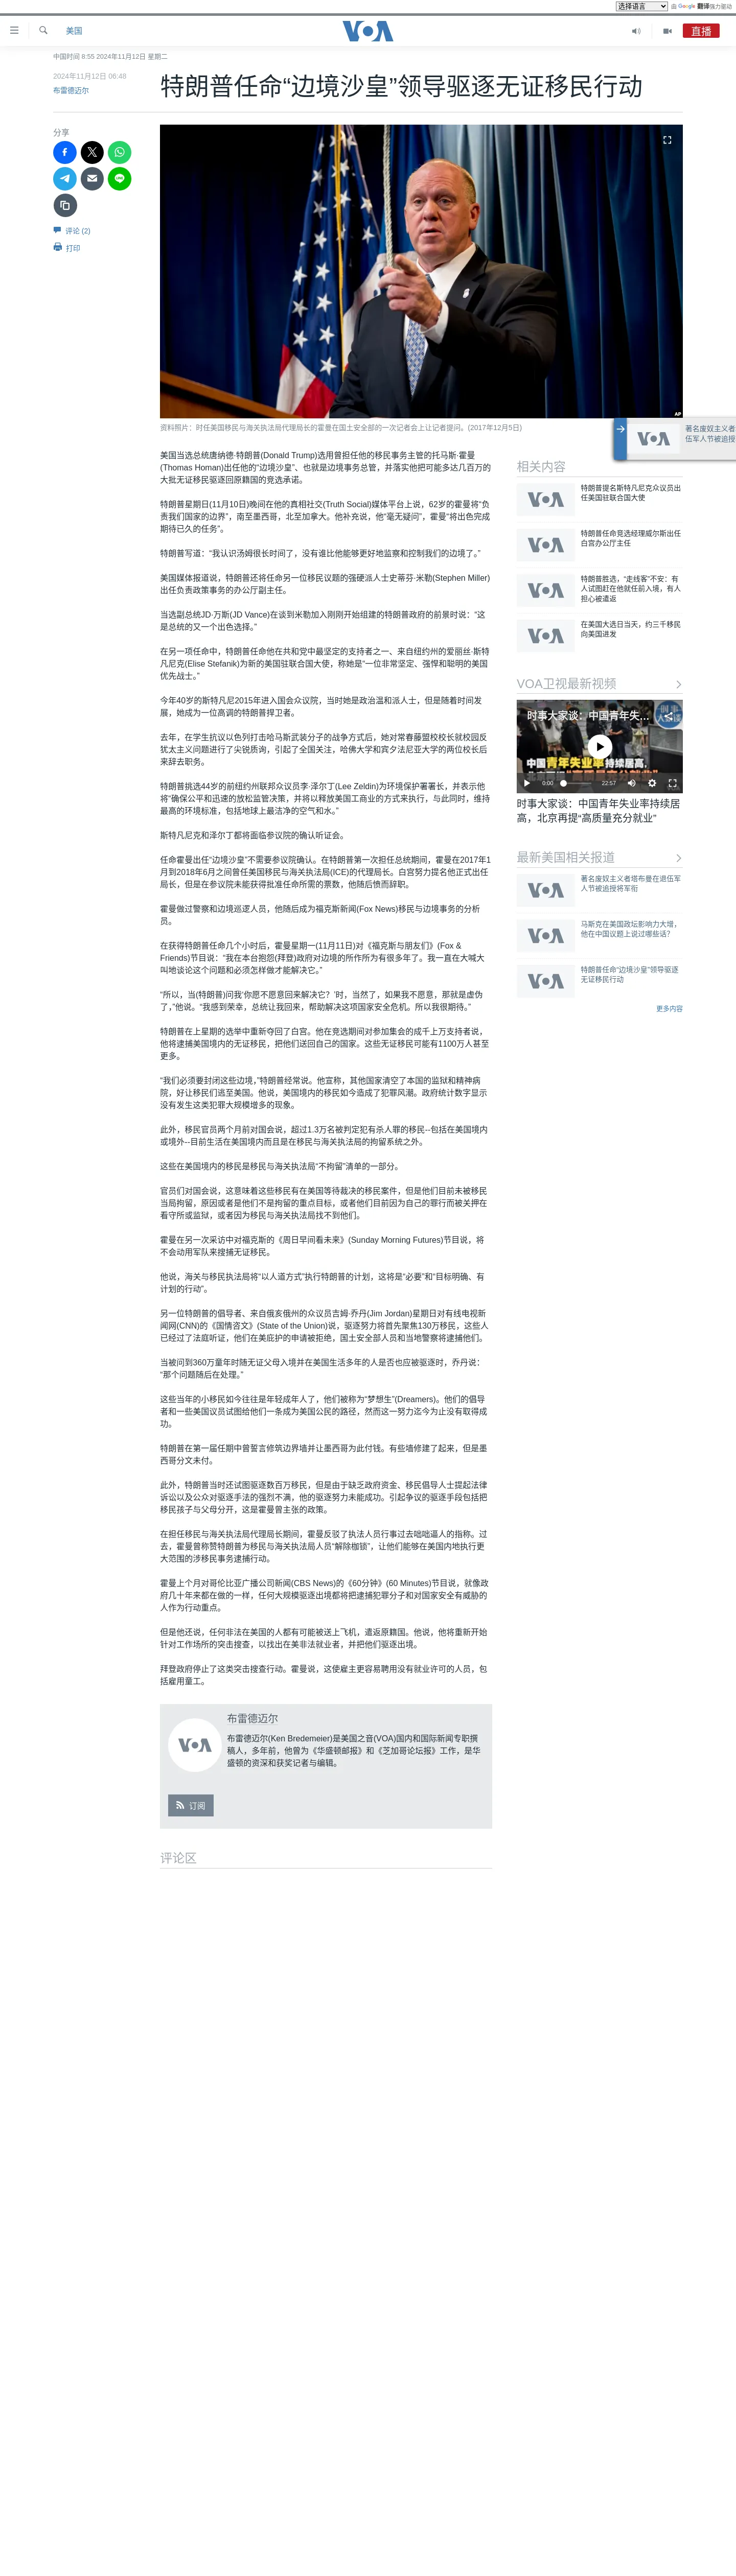 选择语言
由 Google 翻译强力驱动
美国
VOA
直播
中国时间 8:55 2024年11月12日 星期二
2024年11月12日 06:48
布雷德迈尔
特朗普任命“边境沙皇”领导驱逐无证移民行动
分享
评论 (2)
打印
AP
资料照片：时任美国移民与海关执法局代理局长的霍曼在国土安全部的一次记者会上让记者提问。(2017年12月5日)
VOA
著名废奴主义者
伍军人节被追授
美国当选总统唐纳德·特朗普(Donald Trump)选用曾担任他的移民事务主管的托马斯·霍曼
(Thomas Homan)出任他的“边境沙皇”、也就是边境事务总管，并落实他把可能多达几百万的
大批无证移民驱逐回原籍国的竞选承诺。
特朗普星期日(11月10日)晚间在他的真相社交(Truth Social)媒体平台上说，62岁的霍曼将“负
责我们国家的边界”，南至墨西哥，北至加拿大。他补充说，他“毫无疑问”，霍曼“将出色完成
期待已久的任务”。
特朗普写道：“我认识汤姆很长时间了，没有谁比他能够更好地监察和控制我们的边境了。”
美国媒体报道说，特朗普还将任命另一位移民议题的强硬派人士史蒂芬·米勒(Stephen Miller)
出任负责政策事务的办公厅副主任。
当选副总统JD·万斯(JD Vance)在谈到米勒加入刚刚开始组建的特朗普政府的前景时说：“这
是总统的又一个出色选择。”
在另一项任命中，特朗普任命他在共和党中最坚定的支持者之一、来自纽约州的爱丽丝·斯特
凡尼克(Elise Stefanik)为新的美国驻联合国大使，称她是“一位非常坚定、强悍和聪明的美国
优先战士。”
今年40岁的斯特凡尼2015年进入国会众议院，当时她是政治温和派人士，但是随着时间发
展，她成为一位高调的特朗普捍卫者。
去年，在学生抗议以色列打击哈马斯武装分子的战争方式后，她对常春藤盟校校长就校园反
犹太主义问题进行了尖锐质询，引起了全国关注，哈佛大学和宾夕法尼亚大学的两位校长后
来辞去职务。
特朗普挑选44岁的前纽约州联邦众议员李·泽尔丁(Lee Zeldin)为环境保护署署长，并表示他
将“确保公平和迅速的放松监管决策，并将以释放美国工商业的方式来执行，与此同时，维持
最高的环境标准，包括地球上最洁净的空气和水。”
斯特凡尼克和泽尔丁都将面临参议院的确认听证会。
任命霍曼出任“边境沙皇”不需要参议院确认。在特朗普第一次担任总统期间，霍曼在2017年1
月到2018年6月之间曾任美国移民与海关执法局(ICE)的代理局长。白宫努力提名他正式出任
局长，但是在参议院未能获得批准任命所需的票数，他随后愤而辞职。
霍曼做过警察和边境巡逻人员，他随后成为福克斯新闻(Fox News)移民与边境事务的分析
员。
在获得特朗普任命几个小时后，霍曼星期一(11月11日)对《福克斯与朋友们》(Fox &
Friends)节目说：“我在本台抱怨(拜登)政府对边境的所作所为有很多年了。我一直在大喊大
叫地谈论这个问题和必须怎样做才能解决它。”
“所以，当(特朗普)问我‘你愿不愿意回来解决它？’时，当然了，如果我不愿意，那就是虚伪
了，”他说。“我感到荣幸，总统让我回来，帮助解决这项国家安全危机。所以我很期待。”
特朗普在上星期的选举中重新夺回了白宫。他在竞选期间对参加集会的成千上万支持者说，
他将逮捕美国境内的无证移民，把他们送回自己的国家。这些无证移民可能有1100万人甚至
更多。
“我们必须要封闭这些边境，”特朗普经常说。他宣称，其他国家清空了本国的监狱和精神病
院，好让移民们逃至美国。他说，美国境内的移民如今造成了犯罪风潮。政府统计数字显示
没有发生这类犯罪大规模增多的现象。
此外，移民官员两个月前对国会说，超过1.3万名被判定犯有杀人罪的移民--包括在美国境内
或境外--目前生活在美国境内而且是在移民与海关执法局的拘留系统之外。
这些在美国境内的移民是移民与海关执法局“不拘留”清单的一部分。
官员们对国会说，这意味着这些移民有在美国等待裁决的移民案件，但是他们目前未被移民
当局拘留，原因或者是他们不是拘留的重点目标，或者他们目前因为自己的罪行而被关押在
看守所或监狱，或者因为移民与海关执法局找不到他们。
霍曼在另一次采访中对福克斯的《周日早间看未来》(Sunday Morning Futures)节目说，将
不会动用军队来搜捕无证移民。
他说，海关与移民执法局将“以人道方式”执行特朗普的计划，这将是“必要”和“目标明确、有
计划的行动”。
另一位特朗普的倡导者、来自俄亥俄州的众议员吉姆·乔丹(Jim Jordan)星期日对有线电视新
闻网(CNN)的《国情咨文》(State of the Union)说，驱逐努力将首先聚焦130万移民，这些人
已经过了法庭听证，他们在美庇护的申请被拒绝，国土安全部人员和当地警察将逮捕他们。
当被问到360万童年时随无证父母入境并在美国生活多年的人是否也应被驱逐时，乔丹说：
“那个问题随后在处理。”
这些当年的小移民如今往往是年轻成年人了，他们被称为“梦想生”(Dreamers)。他们的倡导
者和一些美国议员试图给他们一条成为美国公民的路径，然而这一努力迄今为止没有取得成
功。
特朗普在第一届任期中曾誓言修筑边界墙并让墨西哥为此付钱。有些墙修建了起来，但是墨
西哥分文未付。
此外，特朗普当时还试图驱逐数百万移民，但是由于缺乏政府资金、移民倡导人士提起法律
诉讼以及公众对驱逐手法的强烈不满，他的驱逐努力未能成功。引起争议的驱逐手段包括把
移民孩子与父母分开，这是霍曼曾主张的政策。
在担任移民与海关执法局代理局长期间，霍曼反驳了执法人员行事过去咄咄逼人的指称。过
去，霍曼曾称赞特朗普为移民与海关执法局人员“解除枷锁”，让他们能够在美国内地执行更
大范围的涉移民事务逮捕行动。
霍曼上个月对哥伦比亚广播公司新闻(CBS News)的《60分钟》(60 Minutes)节目说，就像政
府几十年来都在做的一样，任何大规模驱逐出境都将把逮捕犯罪分子和对国家安全有威胁的
人作为行动重点。
但是他还说，任何非法在美国的人都有可能被送上飞机，遣返原籍国。他说，他将重新开始
针对工作场所的突击搜查，以找出在美非法就业者，并把他们驱逐出境。
拜登政府停止了这类突击搜查行动。霍曼说，这使雇主更容易聘用没有就业许可的人员，包
括雇用童工。
VOA
布雷德迈尔
布雷德迈尔(Ken Bredemeier)是美国之音(VOA)国内和国际新闻专职撰
稿人，多年前，他曾为《华盛顿邮报》和《芝加哥论坛报》工作，是华
盛顿的资深和获奖记者与编辑。
订阅
评论区
相关内容
VOA
特朗普提名斯特凡尼克众议员出
任美国驻联合国大使
VOA
特朗普任命竞选经理威尔斯出任
白宫办公厅主任
VOA
特朗普胜选，“走线客”不安：有
人试图赶在他就任前入境，有人
担心被遣返
VOA
在美国大选日当天，约三千移民
向美国进发
VOA卫视最新视频
时事大家谈：中国青年失...
中国青年失业率持续居高，
0:00
22:57
时事大家谈：中国青年失业率持续居
高，北京再提“高质量充分就业”
最新美国相关报道
VOA
著名废奴主义者塔布曼在退伍军
人节被追授将军衔
VOA
马斯克在美国政坛影响力大增，
他在中国议题上说过哪些话？
VOA
特朗普任命“边境沙皇”领导驱逐
无证移民行动
更多内容